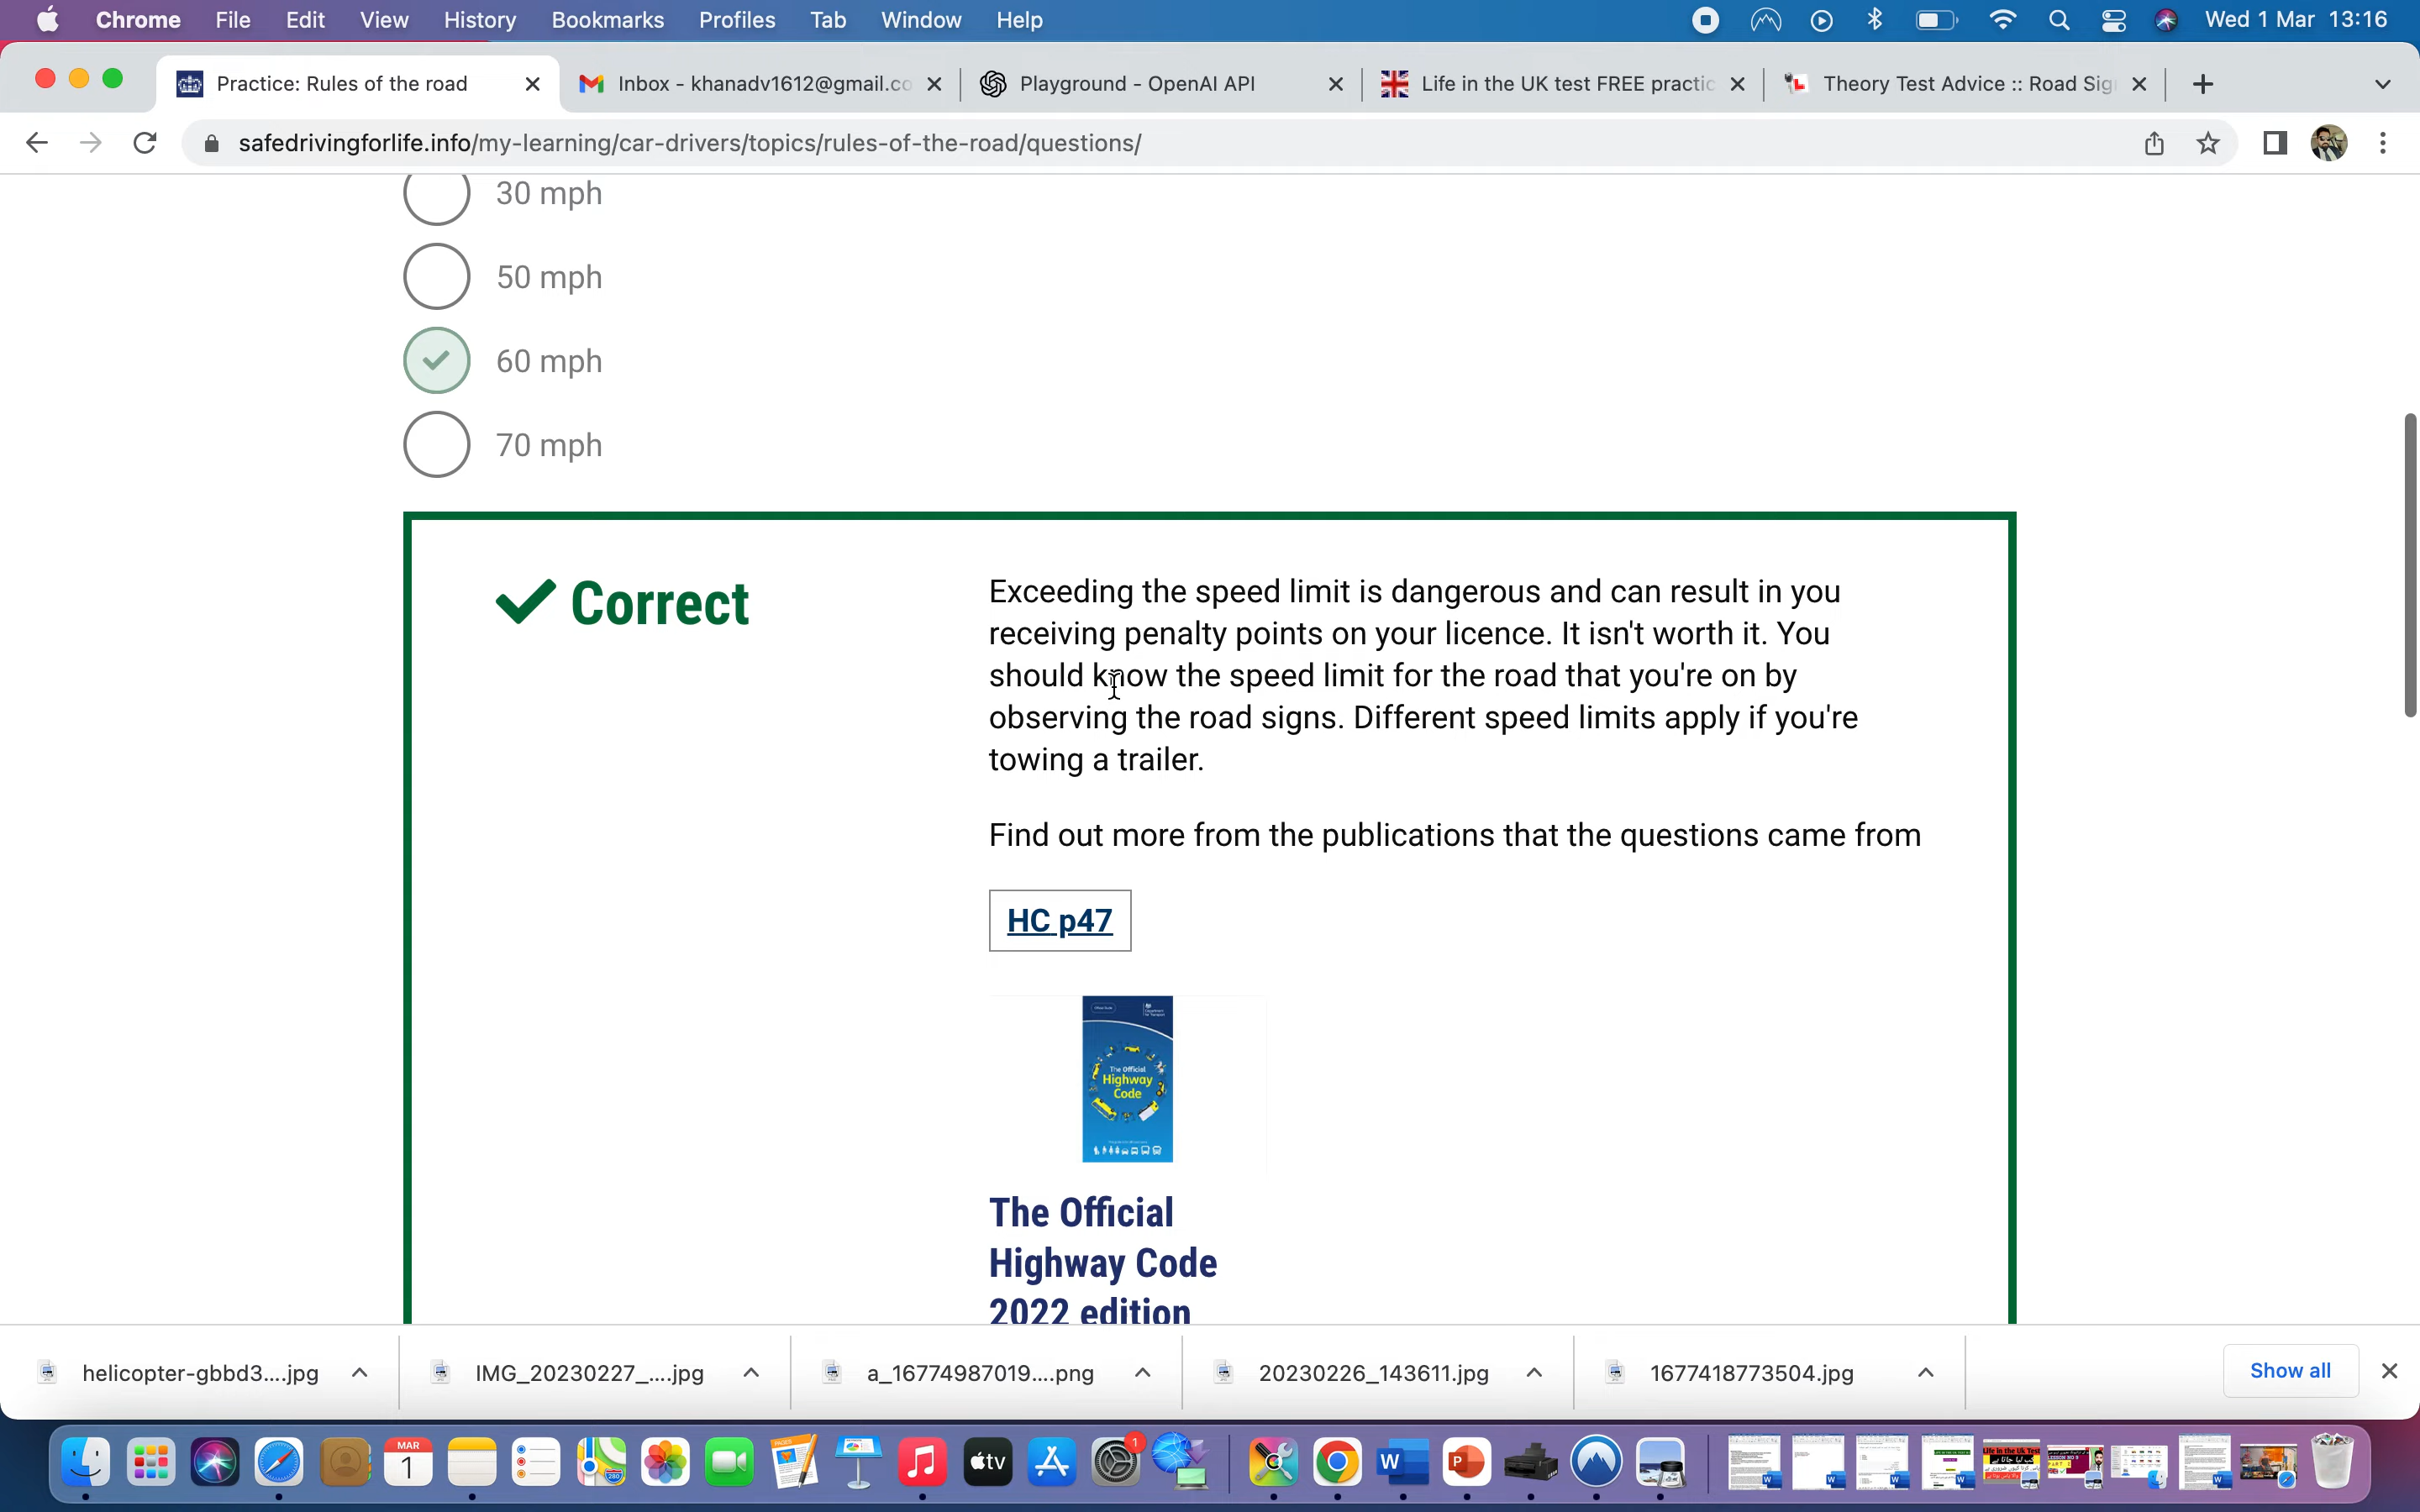 Chrome File Edit View History Bookmarks Profiles Tab Window Help Wed 1 Mar 13:16
Practice: Rules of the road Inbox - khanadv1612@gmail.co Playground - OpenAI API Life in the UK test FREE practic Theory Test Advice :: Road Sig
safedrivingforlife.info/my-learning/car-drivers/topics/rules-of-the-road/questions/
30 mph
50 mph
60 mph
70 mph
Correct
Exceeding the speed limit is dangerous and can result in you
receiving penalty points on your licence. It isn't worth it. You
should know the speed limit for the road that you're on by
observing the road signs. Different speed limits apply if you're
towing a trailer.
Find out more from the publications that the questions came from
HC p47
The Official
Highway
Code
The Official
Highway Code
2022 edition
helicopter-gbbd3....jpg IMG_20230227_....jpg a_16774987019....png 20230226_143611.jpg 1677418773504.jpg Show all
MAR
1
PAGES
280
tv
1
W
P